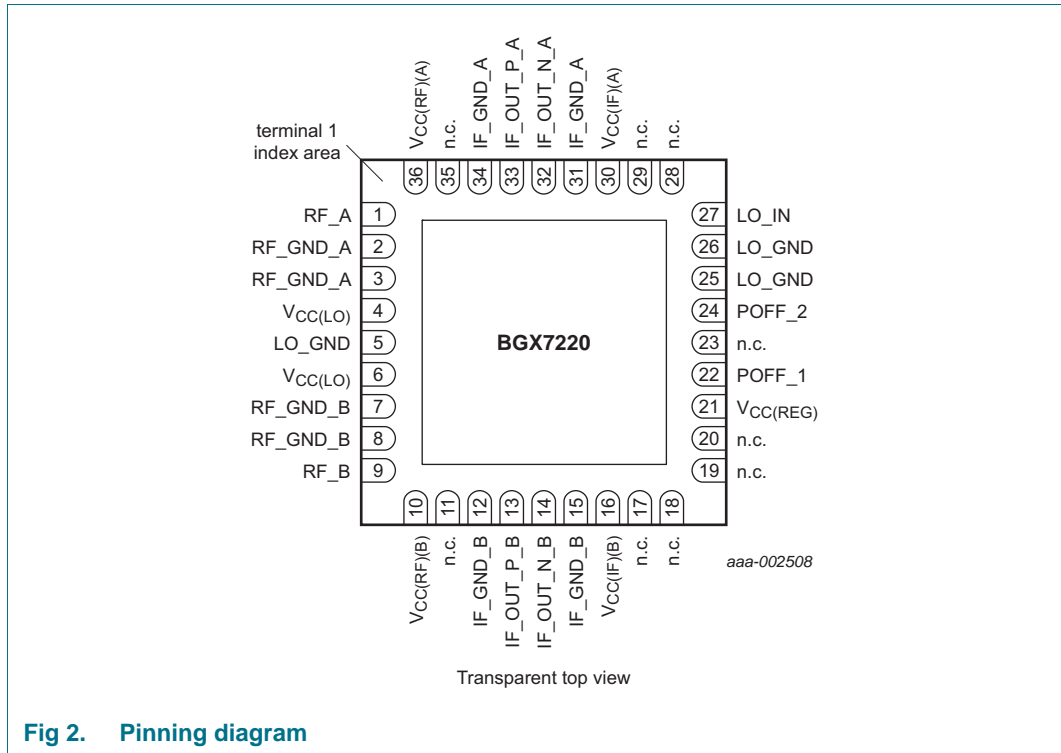 VCC(RF)(A)
n.c.
IF_GND_A
IF_OUT_P_A
IF_OUT_N_A
IF_GND_A
VCC(IF)(A)
n.c.
n.c.
terminal 1
index area
36 35 34 33 32 31 30 29 28
RF_A 1
RF_GND_A 2
RF_GND_A 3
VCC(LO) 4
LO_GND 5
VCC(LO) 6
RF_GND_B 7
RF_GND_B 8
RF_B 9
BGX7220
27 LO_IN
26 LO_GND
25 LO_GND
24 POFF_2
23 n.c.
22 POFF_1
21 VCC(REG)
20 n.c.
19 n.c.
10 11 12 13 14 15 16 17 18
VCC(RF)(B)
n.c.
IF_GND_B
IF_OUT_P_B
IF_OUT_N_B
IF_GND_B
VCC(IF)(B)
n.c.
n.c.
aaa-002508
Transparent top view
Fig 2. Pinning diagram